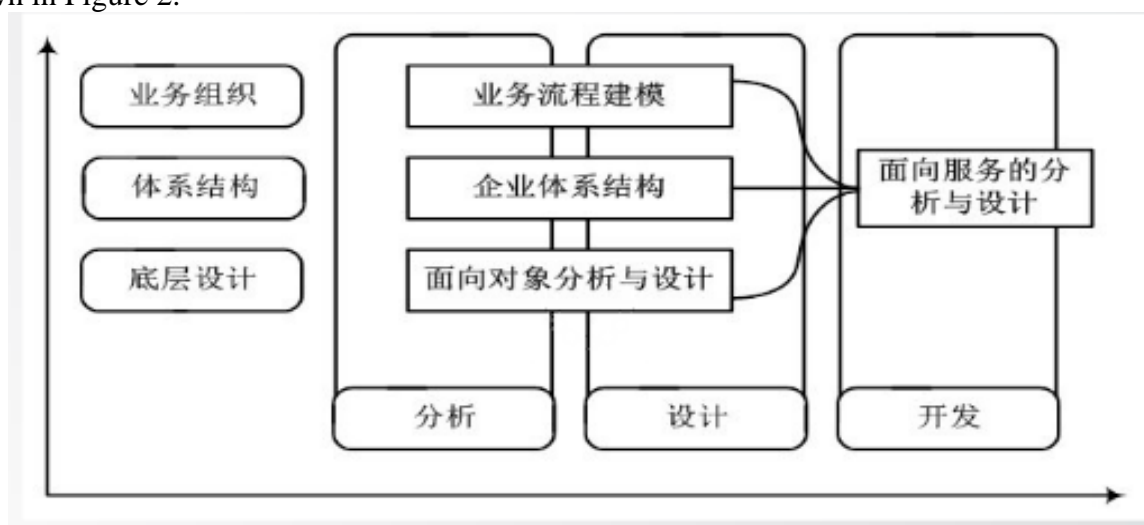 wn in Figure 2.
业务组织
业务流程建模
体系结构
企业体系结构
面向服务的分
析与设计
底层设计
面向对象分析与设计
分析
设计
开发